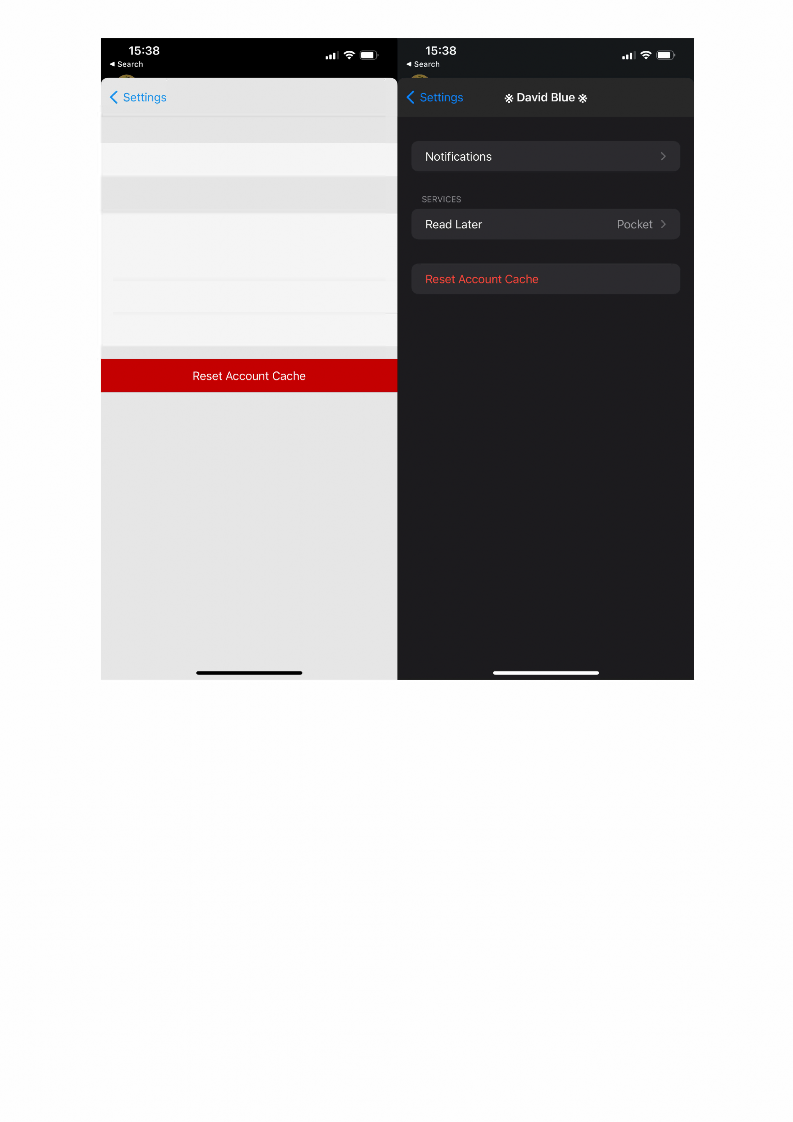 15:38
◀ Search
Settings
Reset Account Cache
15:38
◀ Search
Settings
※ David Blue ※
Notifications
SERVICES
Read Later
Pocket
Reset Account Cache